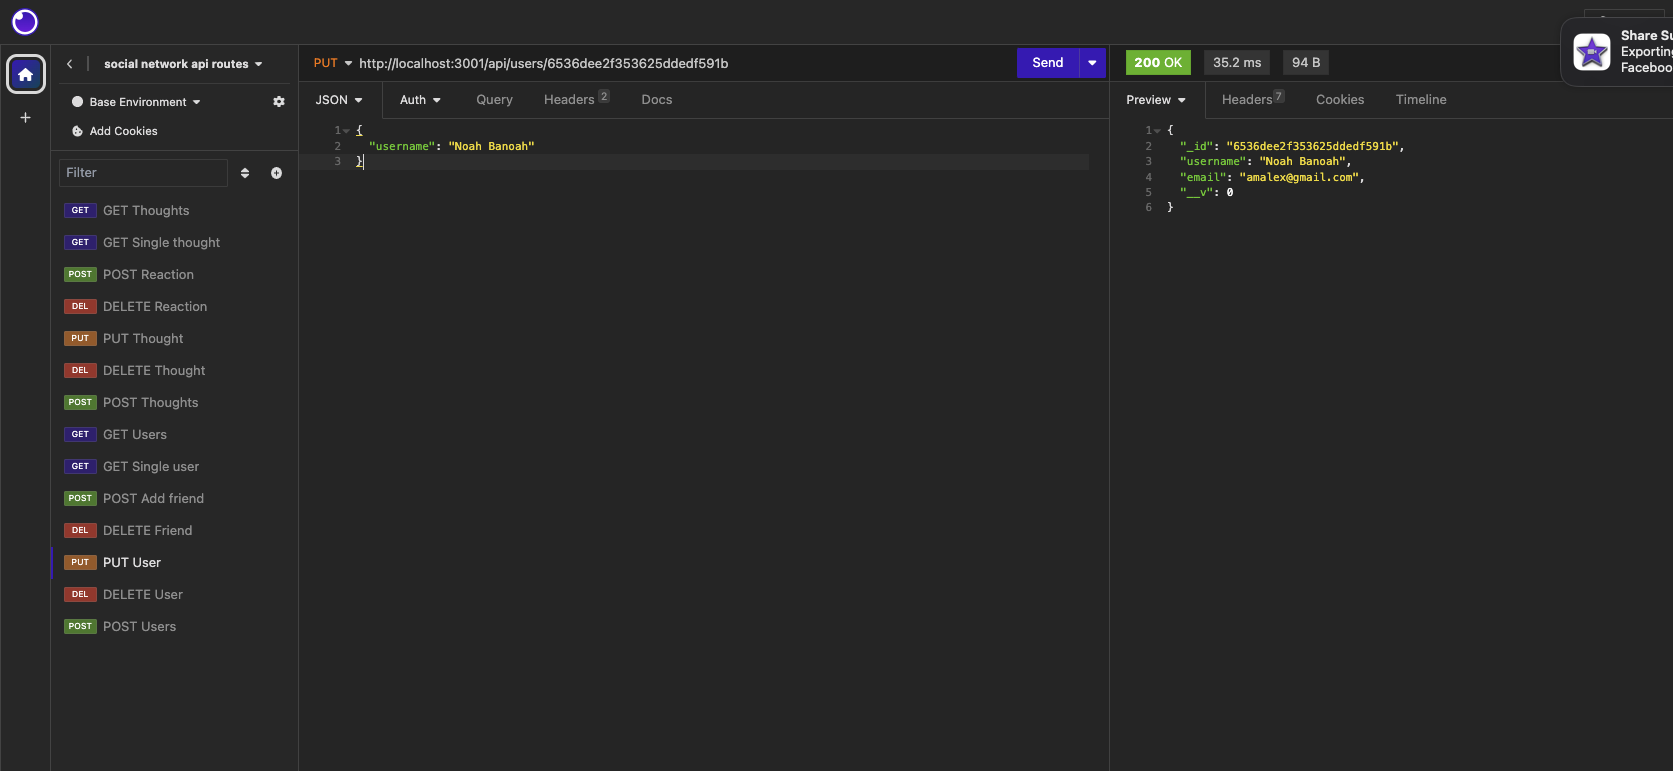 social network api routes
Base Environment
Add Cookies
Filter
GET GET Thoughts
GET GET Single thought
POST POST Reaction
DEL DELETE Reaction
PUT PUT Thought
DEL DELETE Thought
POST POST Thoughts
GET GET Users
GET GET Single user
POST POST Add friend
DEL DELETE Friend
PUT PUT User
DEL DELETE User
POST POST Users
PUT http://localhost:3001/api/users/6536dee2f353625ddedf591b Send
JSON Auth Query Headers 2 Docs
1 {
2 "username": "Noah Banoah"
3 }
200 OK 35.2 ms 94 B
Preview Headers 7 Cookies Timeline
1 {
2 "_id": "6536dee2f353625ddedf591b",
3 "username": "Noah Banoah",
4 "email": "amalex@gmail.com",
5 "__v": 0
6 }
Share Su
Exporting
Faceboo